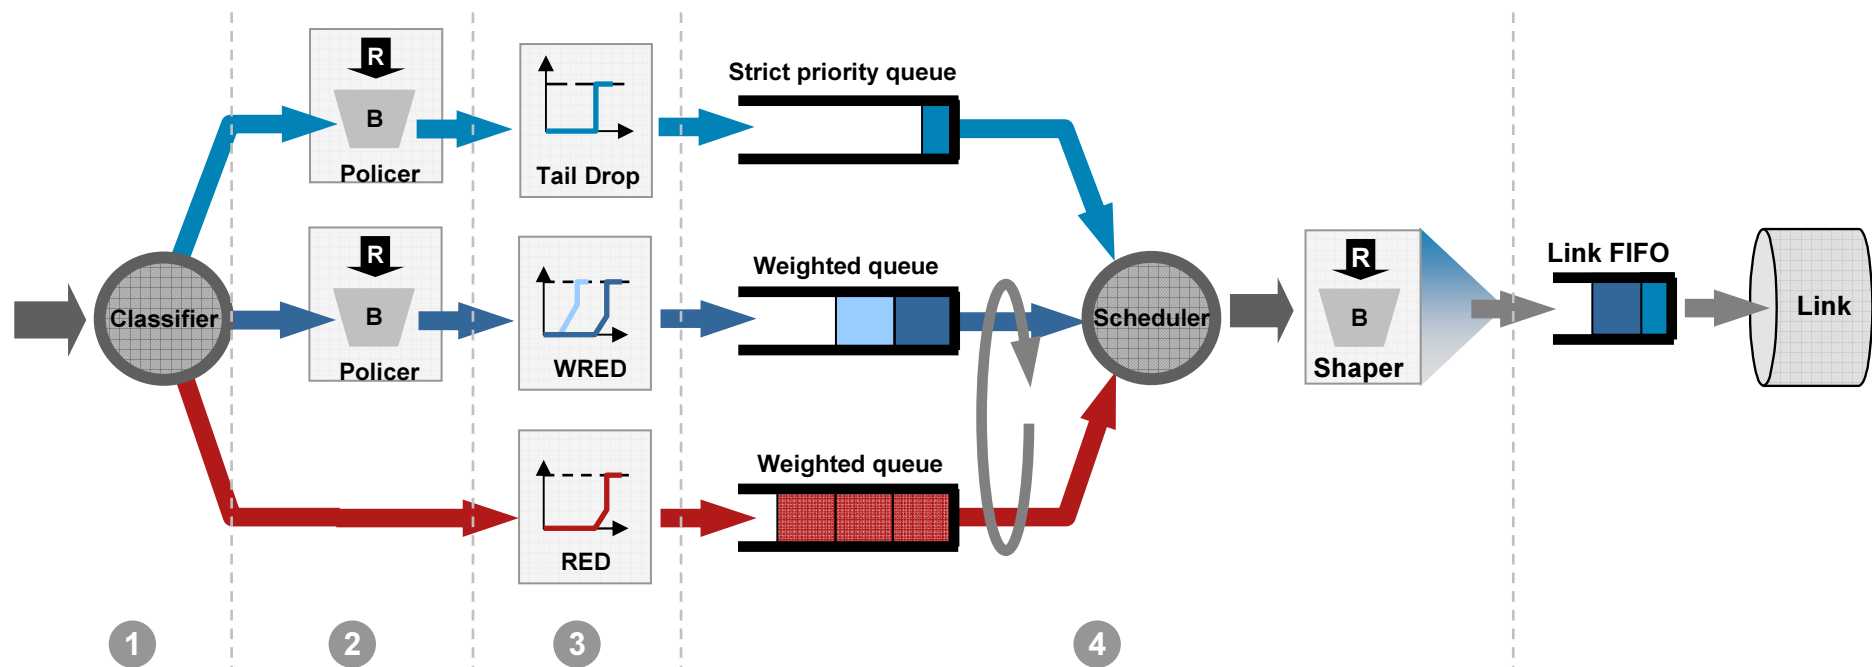 R
B
Policer
Tail Drop
Strict priority queue
Classifier
R
B
Policer
WRED
Weighted queue
Scheduler
R
B
Shaper
Link FIFO
Link
RED
Weighted queue
1
2
3
4